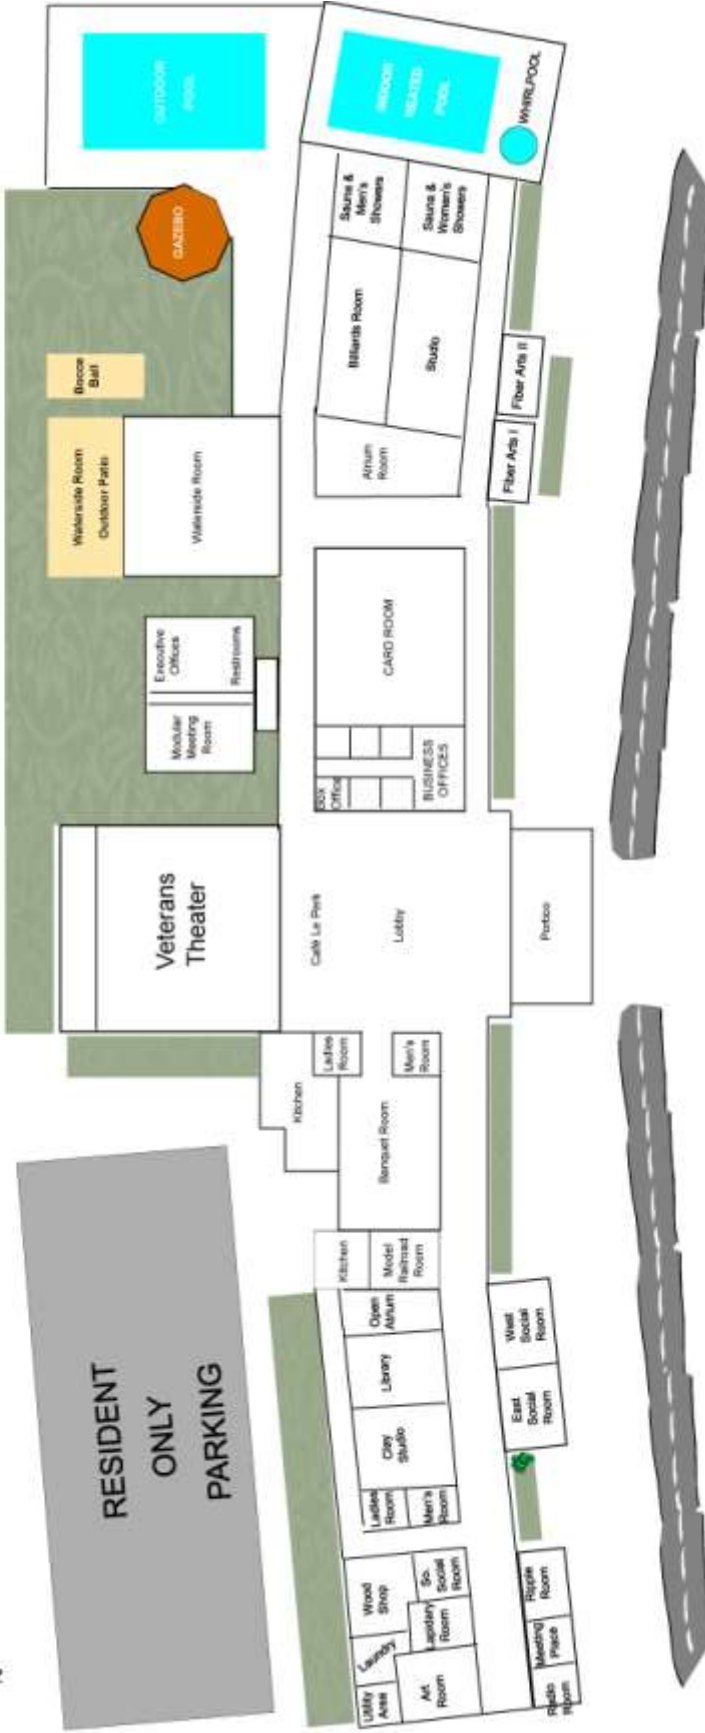 OUTDOOR
POOL
INDOOR
HEATED
POOL
WHIRLPOOL
GAZEBO
Sauna &
Men's
Showers
Sauna &
Women's
Showers
Billiards Room
Studio
Fiber Arts II
Fiber Arts I
Atrium
Room
Bocce
Ball
Waterside Room
Outdoor Patio
Waterside Room
Executive
Offices
Restrooms
Modular
Meeting
Room
CARD ROOM
BUSINESS
OFFICES
Box
Office
Veterans
Theater
Café Le Park
Lobby
Portico
Kitchen
Ladies
Room
Men's
Room
Banquet Room
Kitchen
Model
Railroad
Room
Open
Atrium
Library
Clay
Studio
Ladies
Room
Men's
Room
West
Social
Room
East
Social
Room
RESIDENT
ONLY
PARKING
Wood
Shop
So.
Social
Room
Lapidary
Room
Laundry
Utility
Area
Art
Room
Ripple
Room
Meeting
Place
Radio
Room